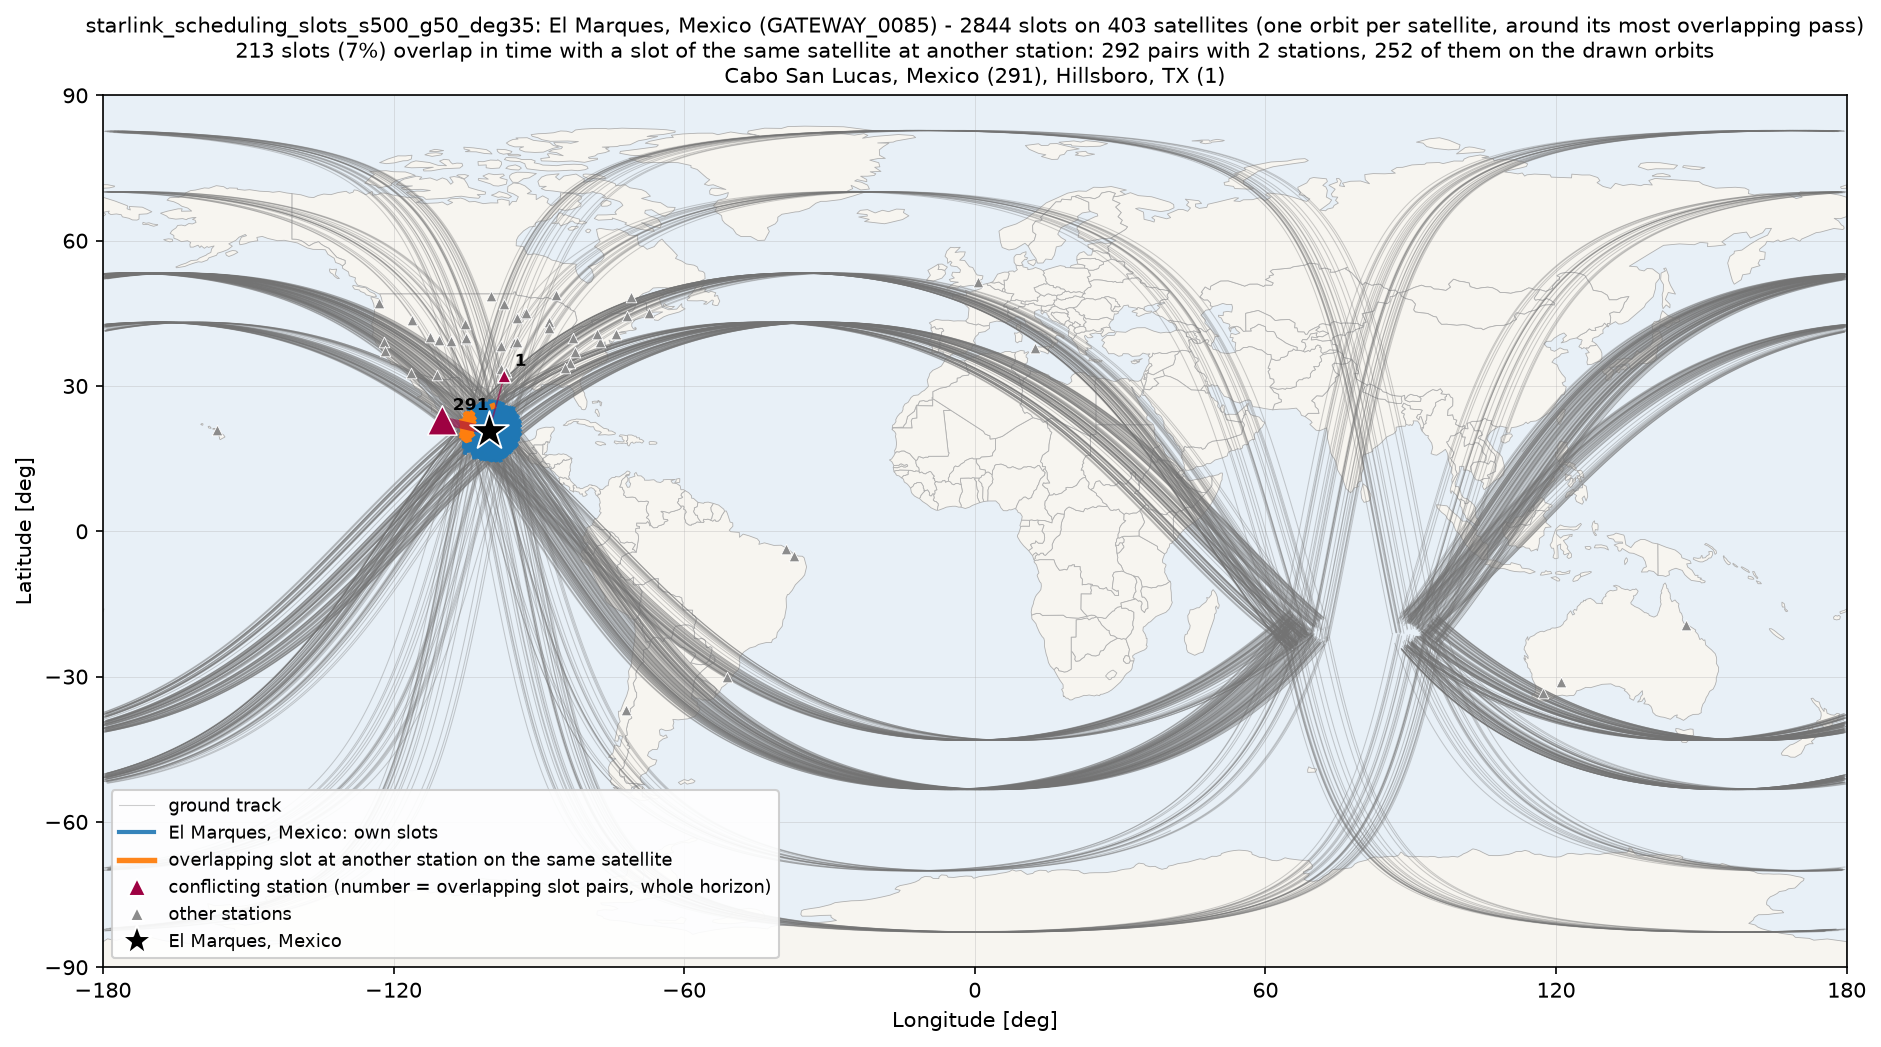 starlink_scheduling_slots_s500_g50_deg35: El Marques, Mexico (GATEWAY_0085) - 2844 slots on 403 satellites (one orbit per satellite, around its most overlapping pass)
213 slots (7%) overlap in time with a slot of the same satellite at another station: 292 pairs with 2 stations, 252 of them on the drawn orbits
Cabo San Lucas, Mexico (291), Hillsboro, TX (1)
90
60
30
0
−30
−60
−90
Latitude [deg]
1
291
ground track
El Marques, Mexico: own slots
overlapping slot at another station on the same satellite
conflicting station (number = overlapping slot pairs, whole horizon)
other stations
El Marques, Mexico
−180
−120
−60
0
60
120
180
Longitude [deg]